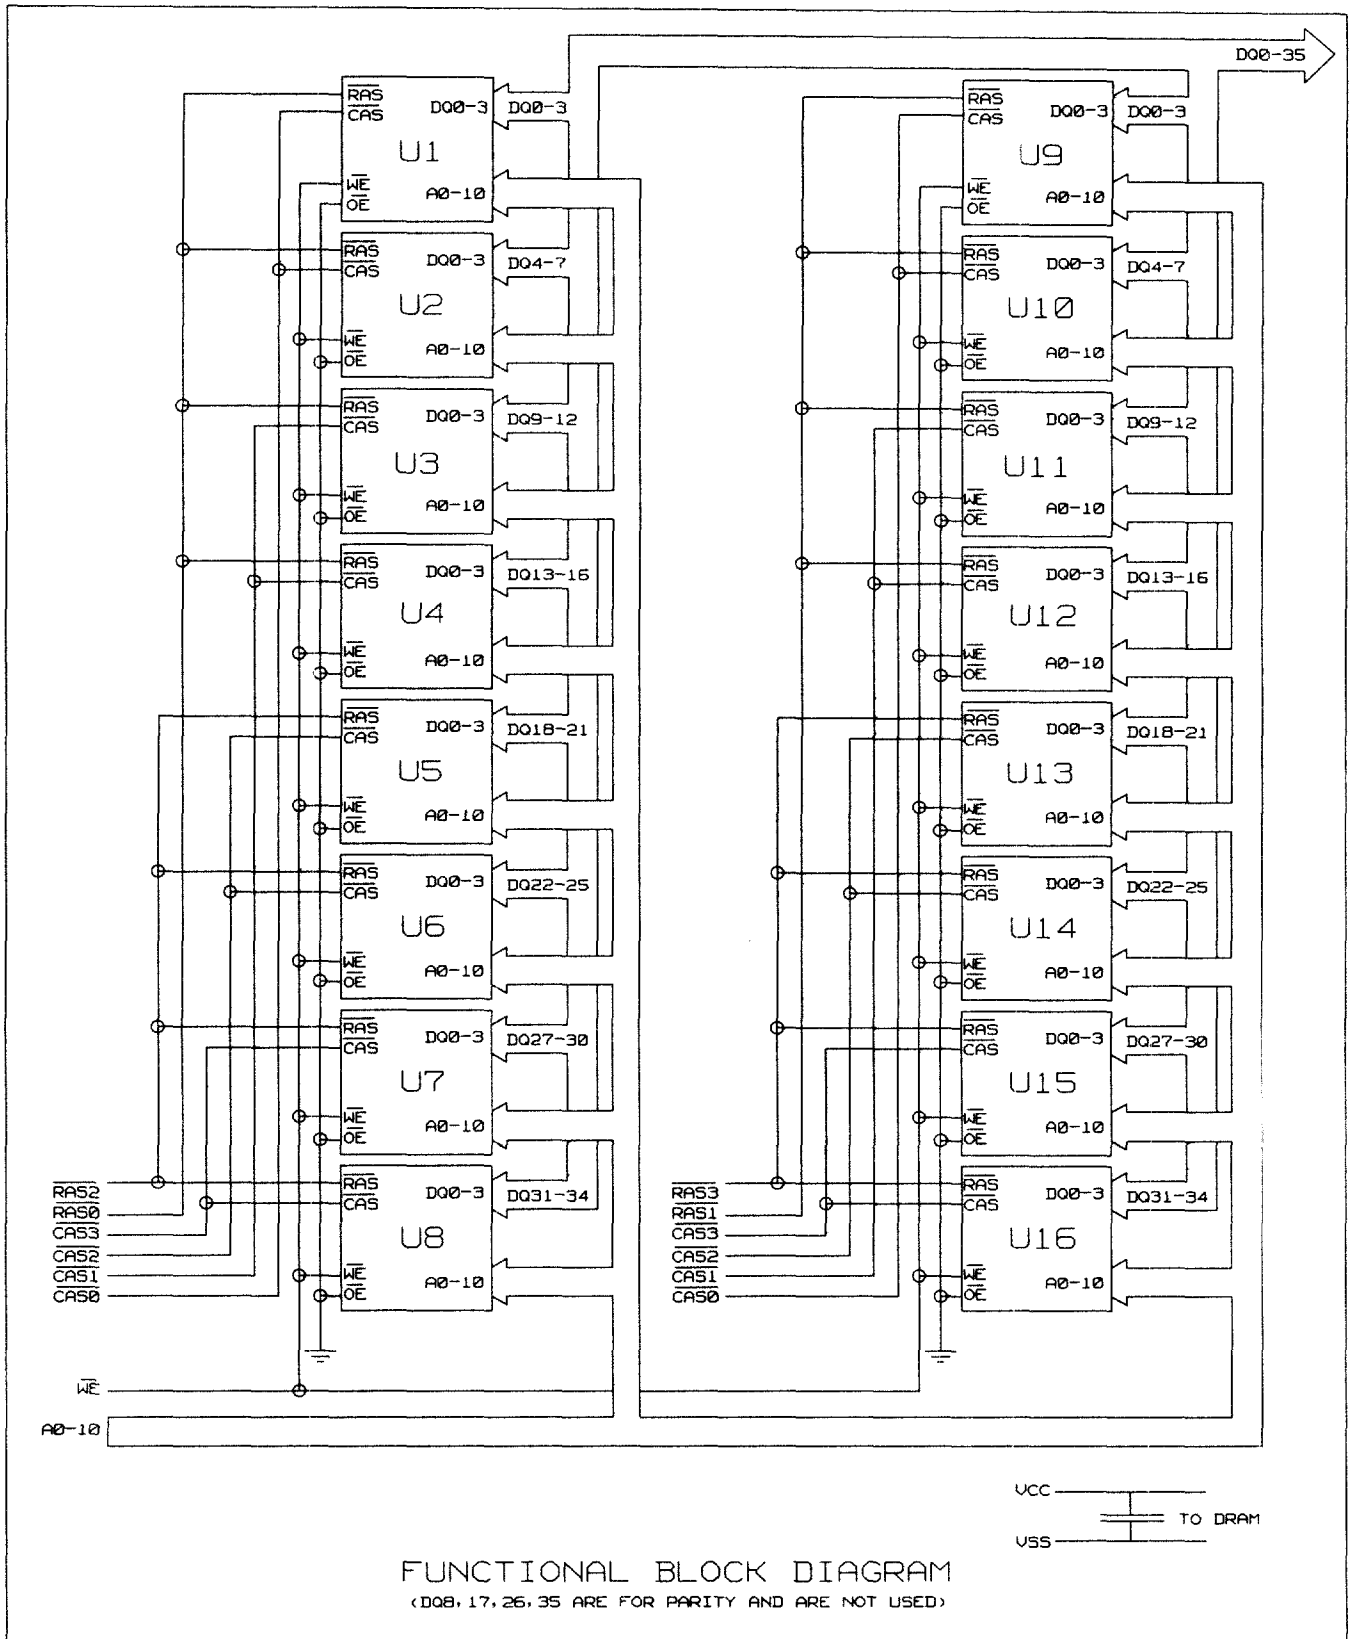 DQ0-35
RAS
CAS
U1
WE
OE
DQ0-3
A0-10
DQ0-3
RAS
CAS
U2
WE
OE
DQ0-3
A0-10
DQ4-7
RAS
CAS
U3
WE
OE
DQ0-3
A0-10
DQ9-12
RAS
CAS
U4
WE
OE
DQ0-3
A0-10
DQ13-16
RAS
CAS
U5
WE
OE
DQ0-3
A0-10
DQ18-21
RAS
CAS
U6
WE
OE
DQ0-3
A0-10
DQ22-25
RAS
CAS
U7
WE
OE
DQ0-3
A0-10
DQ27-30
RAS
CAS
U8
WE
OE
DQ0-3
A0-10
DQ31-34
RAS2
RAS0
CAS3
CAS2
CAS1
CAS0
WE
A0-10
RAS
CAS
U9
WE
OE
DQ0-3
A0-10
DQ0-3
RAS
CAS
U10
WE
OE
DQ0-3
A0-10
DQ4-7
RAS
CAS
U11
WE
OE
DQ0-3
A0-10
DQ9-12
RAS
CAS
U12
WE
OE
DQ0-3
A0-10
DQ13-16
RAS
CAS
U13
WE
OE
DQ0-3
A0-10
DQ18-21
RAS
CAS
U14
WE
OE
DQ0-3
A0-10
DQ22-25
RAS
CAS
U15
WE
OE
DQ0-3
A0-10
DQ27-30
RAS
CAS
U16
WE
OE
DQ0-3
A0-10
DQ31-34
RAS3
RAS1
CAS3
CAS2
CAS1
CAS0
VCC
TO DRAM
VSS
FUNCTIONAL BLOCK DIAGRAM
(DQ8,17,26,35 ARE FOR PARITY AND ARE NOT USED)